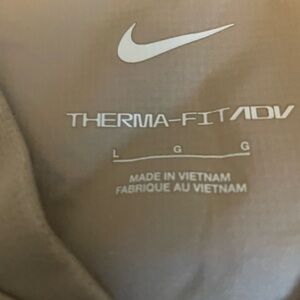 THERMA-FIT ADV
L G G
MADE IN VIETNAM
FABRIQUE AU VIETNAM